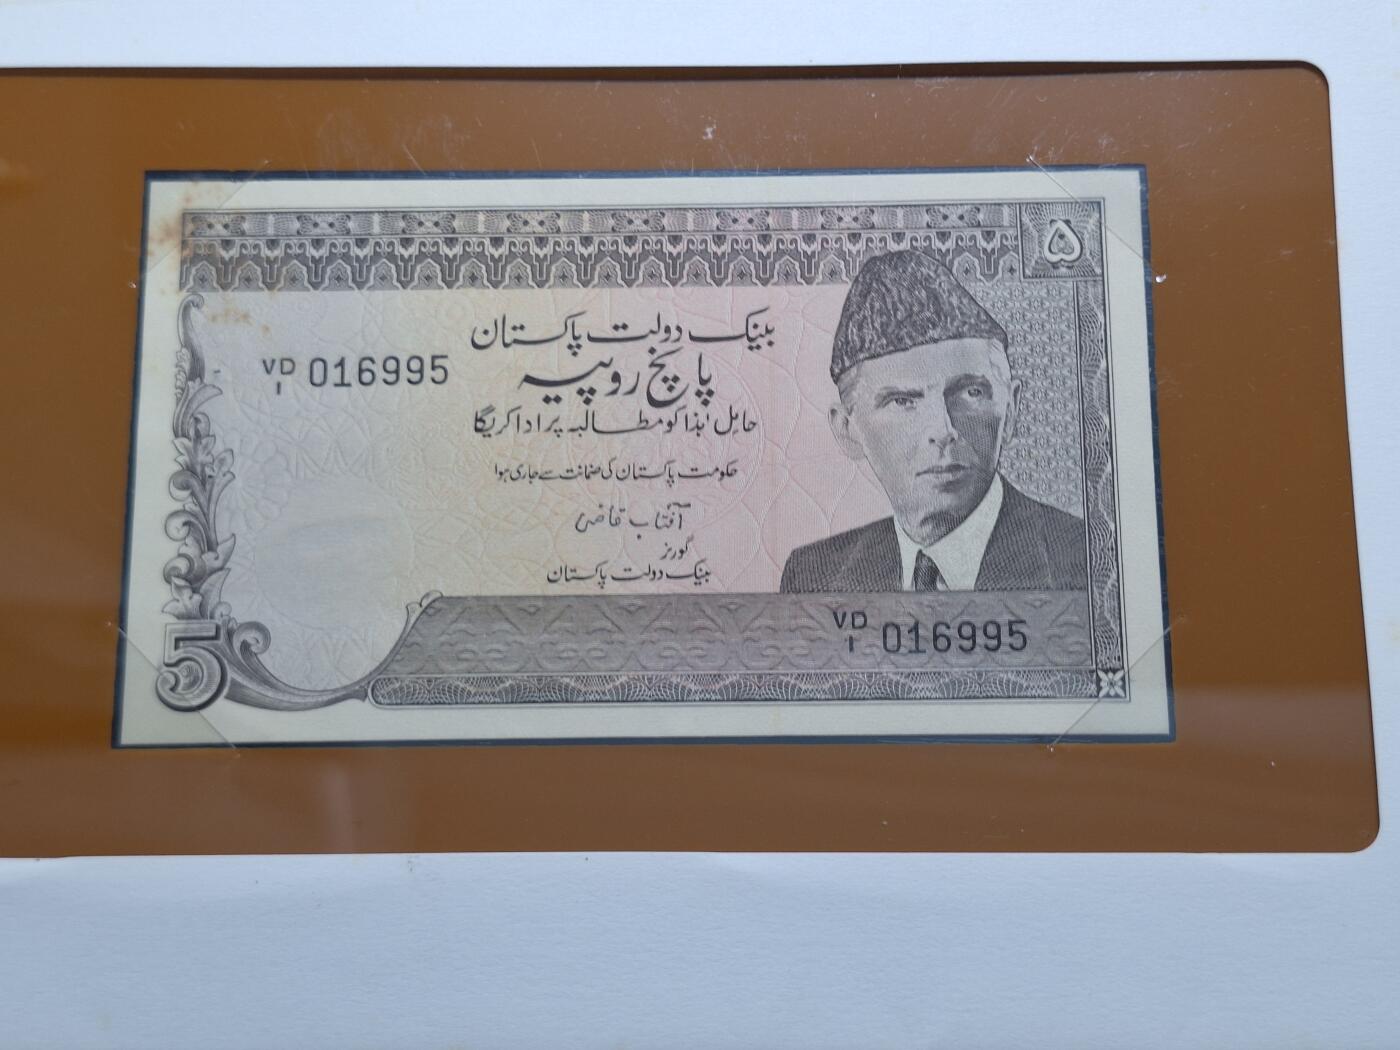 ۵
بینک دولت پاکستان
VD
1 016995
پانچ روپیہ
حامل ہٰذا کو مطالبہ پر ادا کریگا
حکومت پاکستان کی ضمانت سے جاری ہوا
آفتاب قاضی
گورنر
بینک دولت پاکستان
VD
1 016995
5